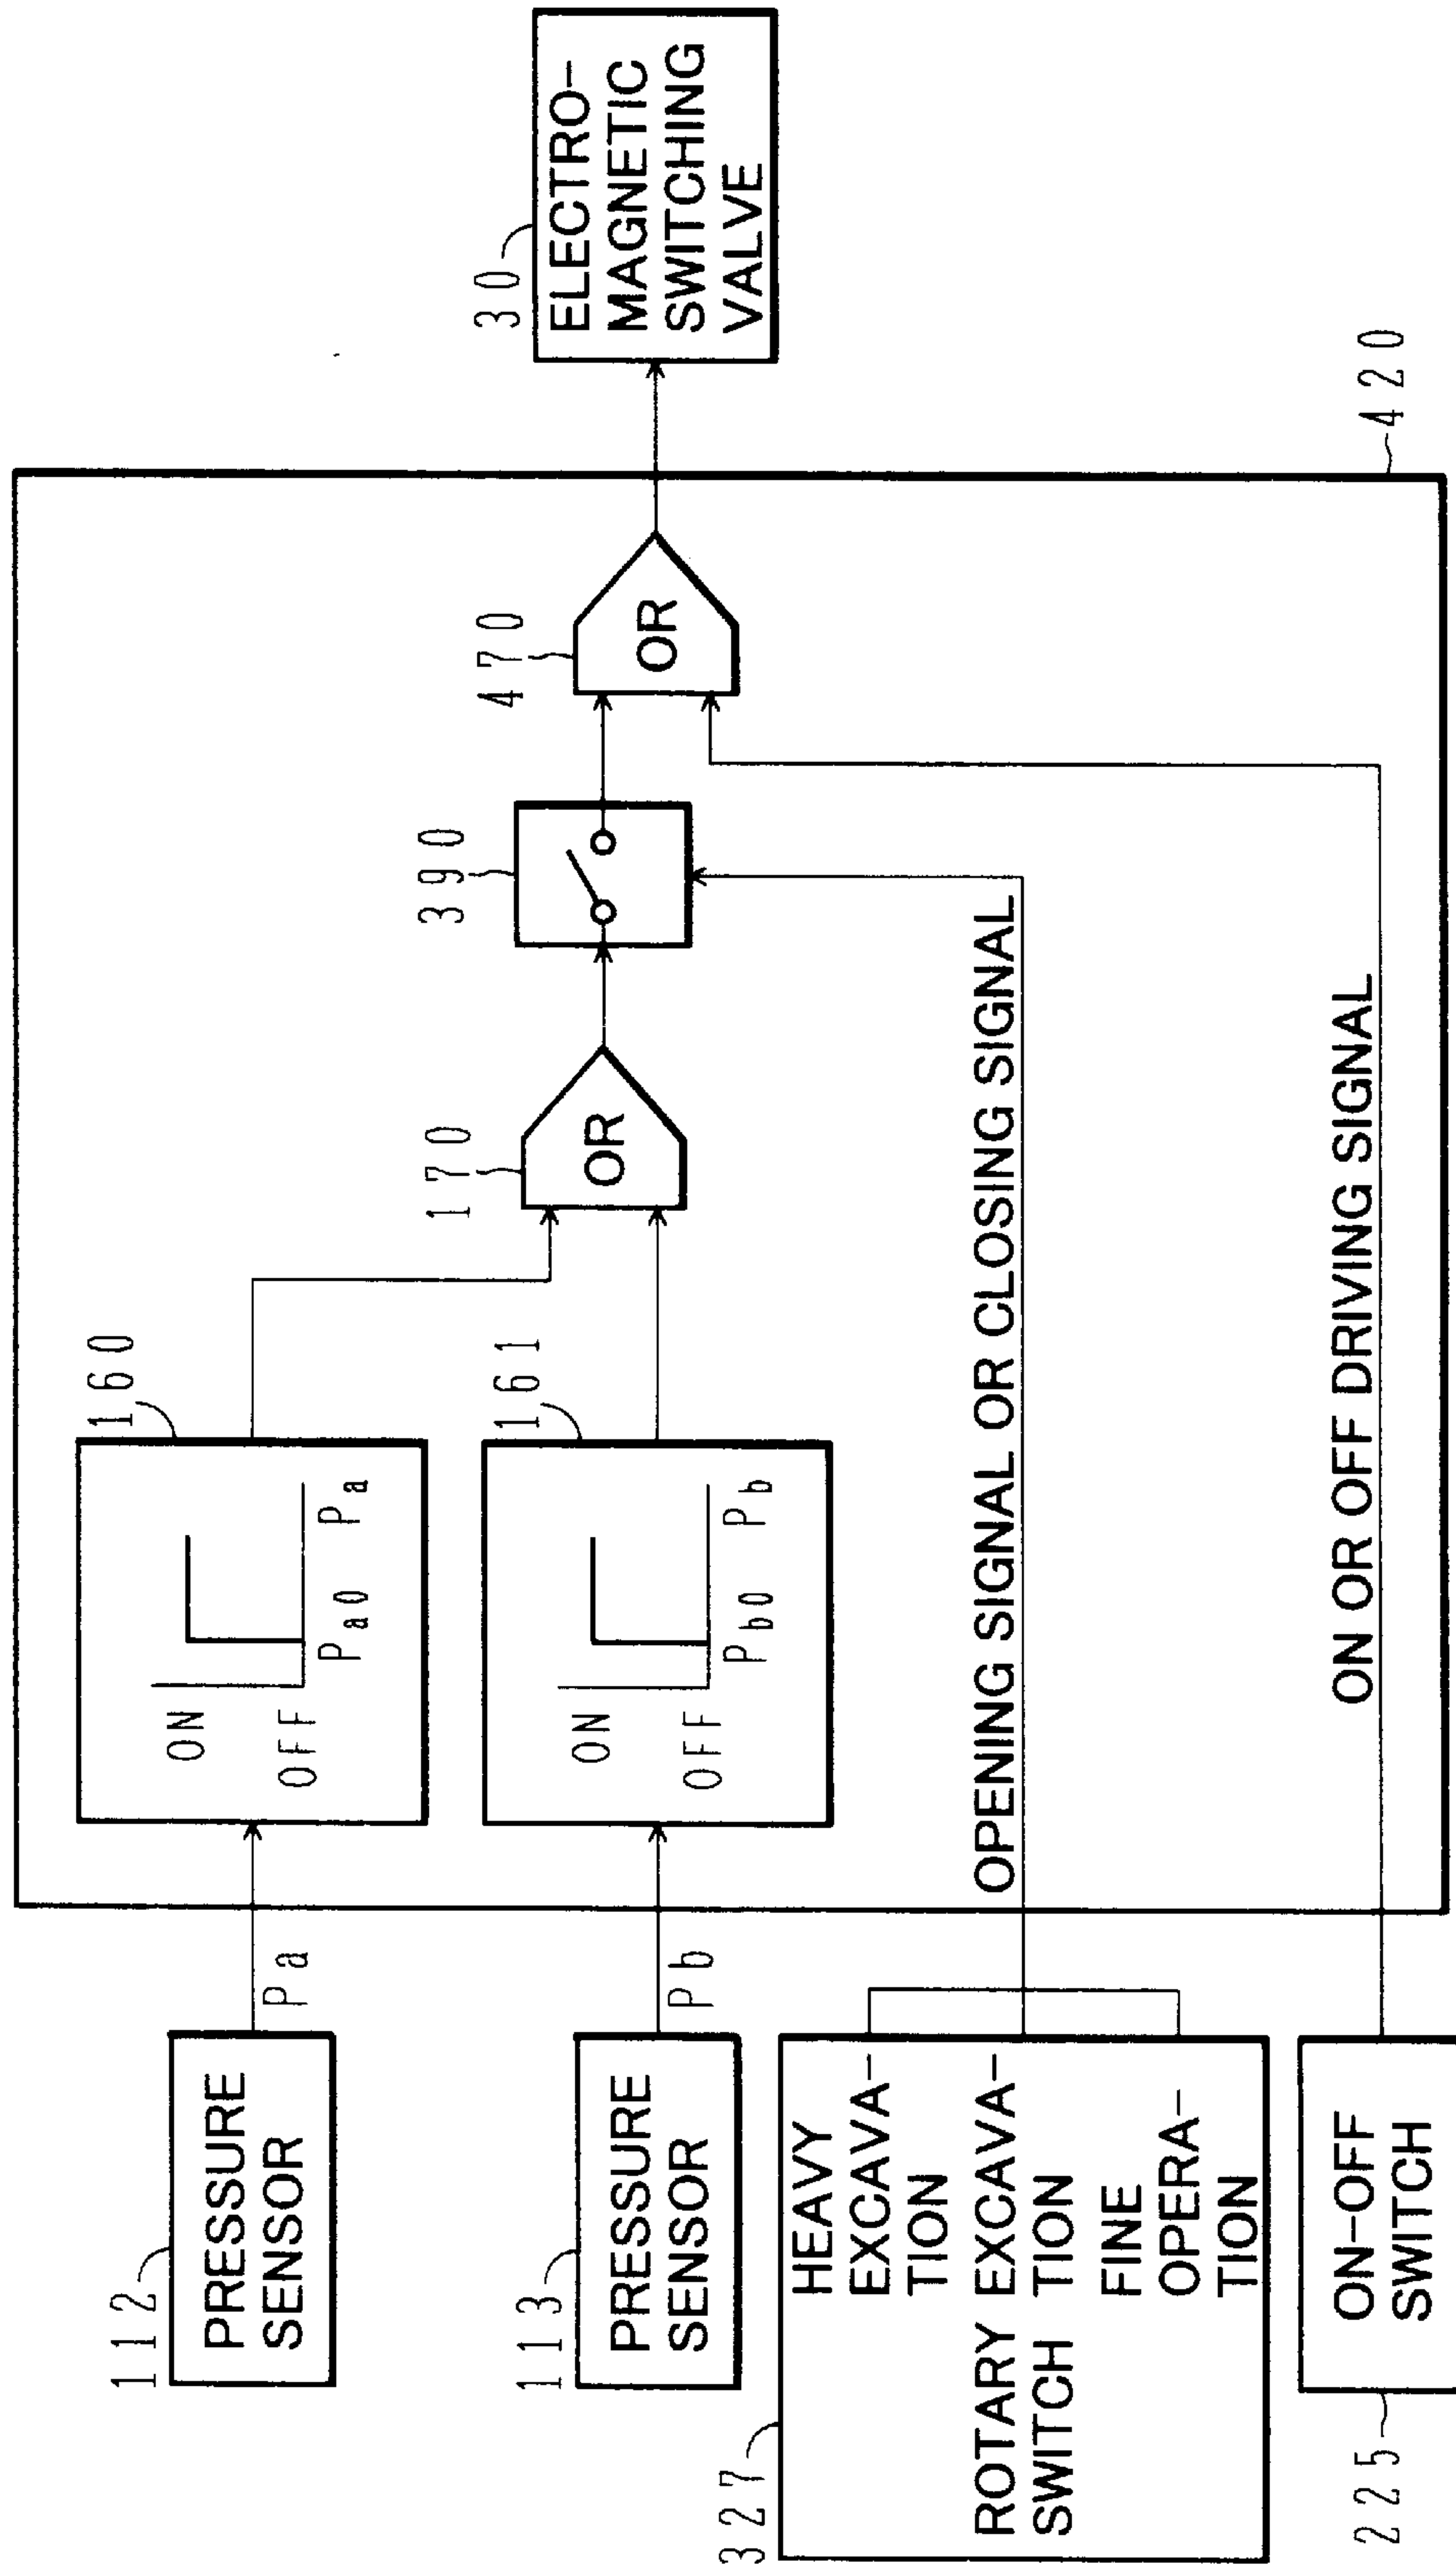 112
PRESSURE
SENSOR
Pa
160
ON
OFF
Pa0
Pa
113
PRESSURE
SENSOR
Pb
161
ON
OFF
Pb0
Pb
170
OR
390
470
OR
30
ELECTRO-
MAGNETIC
SWITCHING
VALVE
327
ROTARY
SWITCH
HEAVY
EXCAVA-
TION
EXCAVA-
TION
FINE
OPERA-
TION
OPENING SIGNAL OR CLOSING SIGNAL
225
ON-OFF
SWITCH
ON OR OFF DRIVING SIGNAL
420